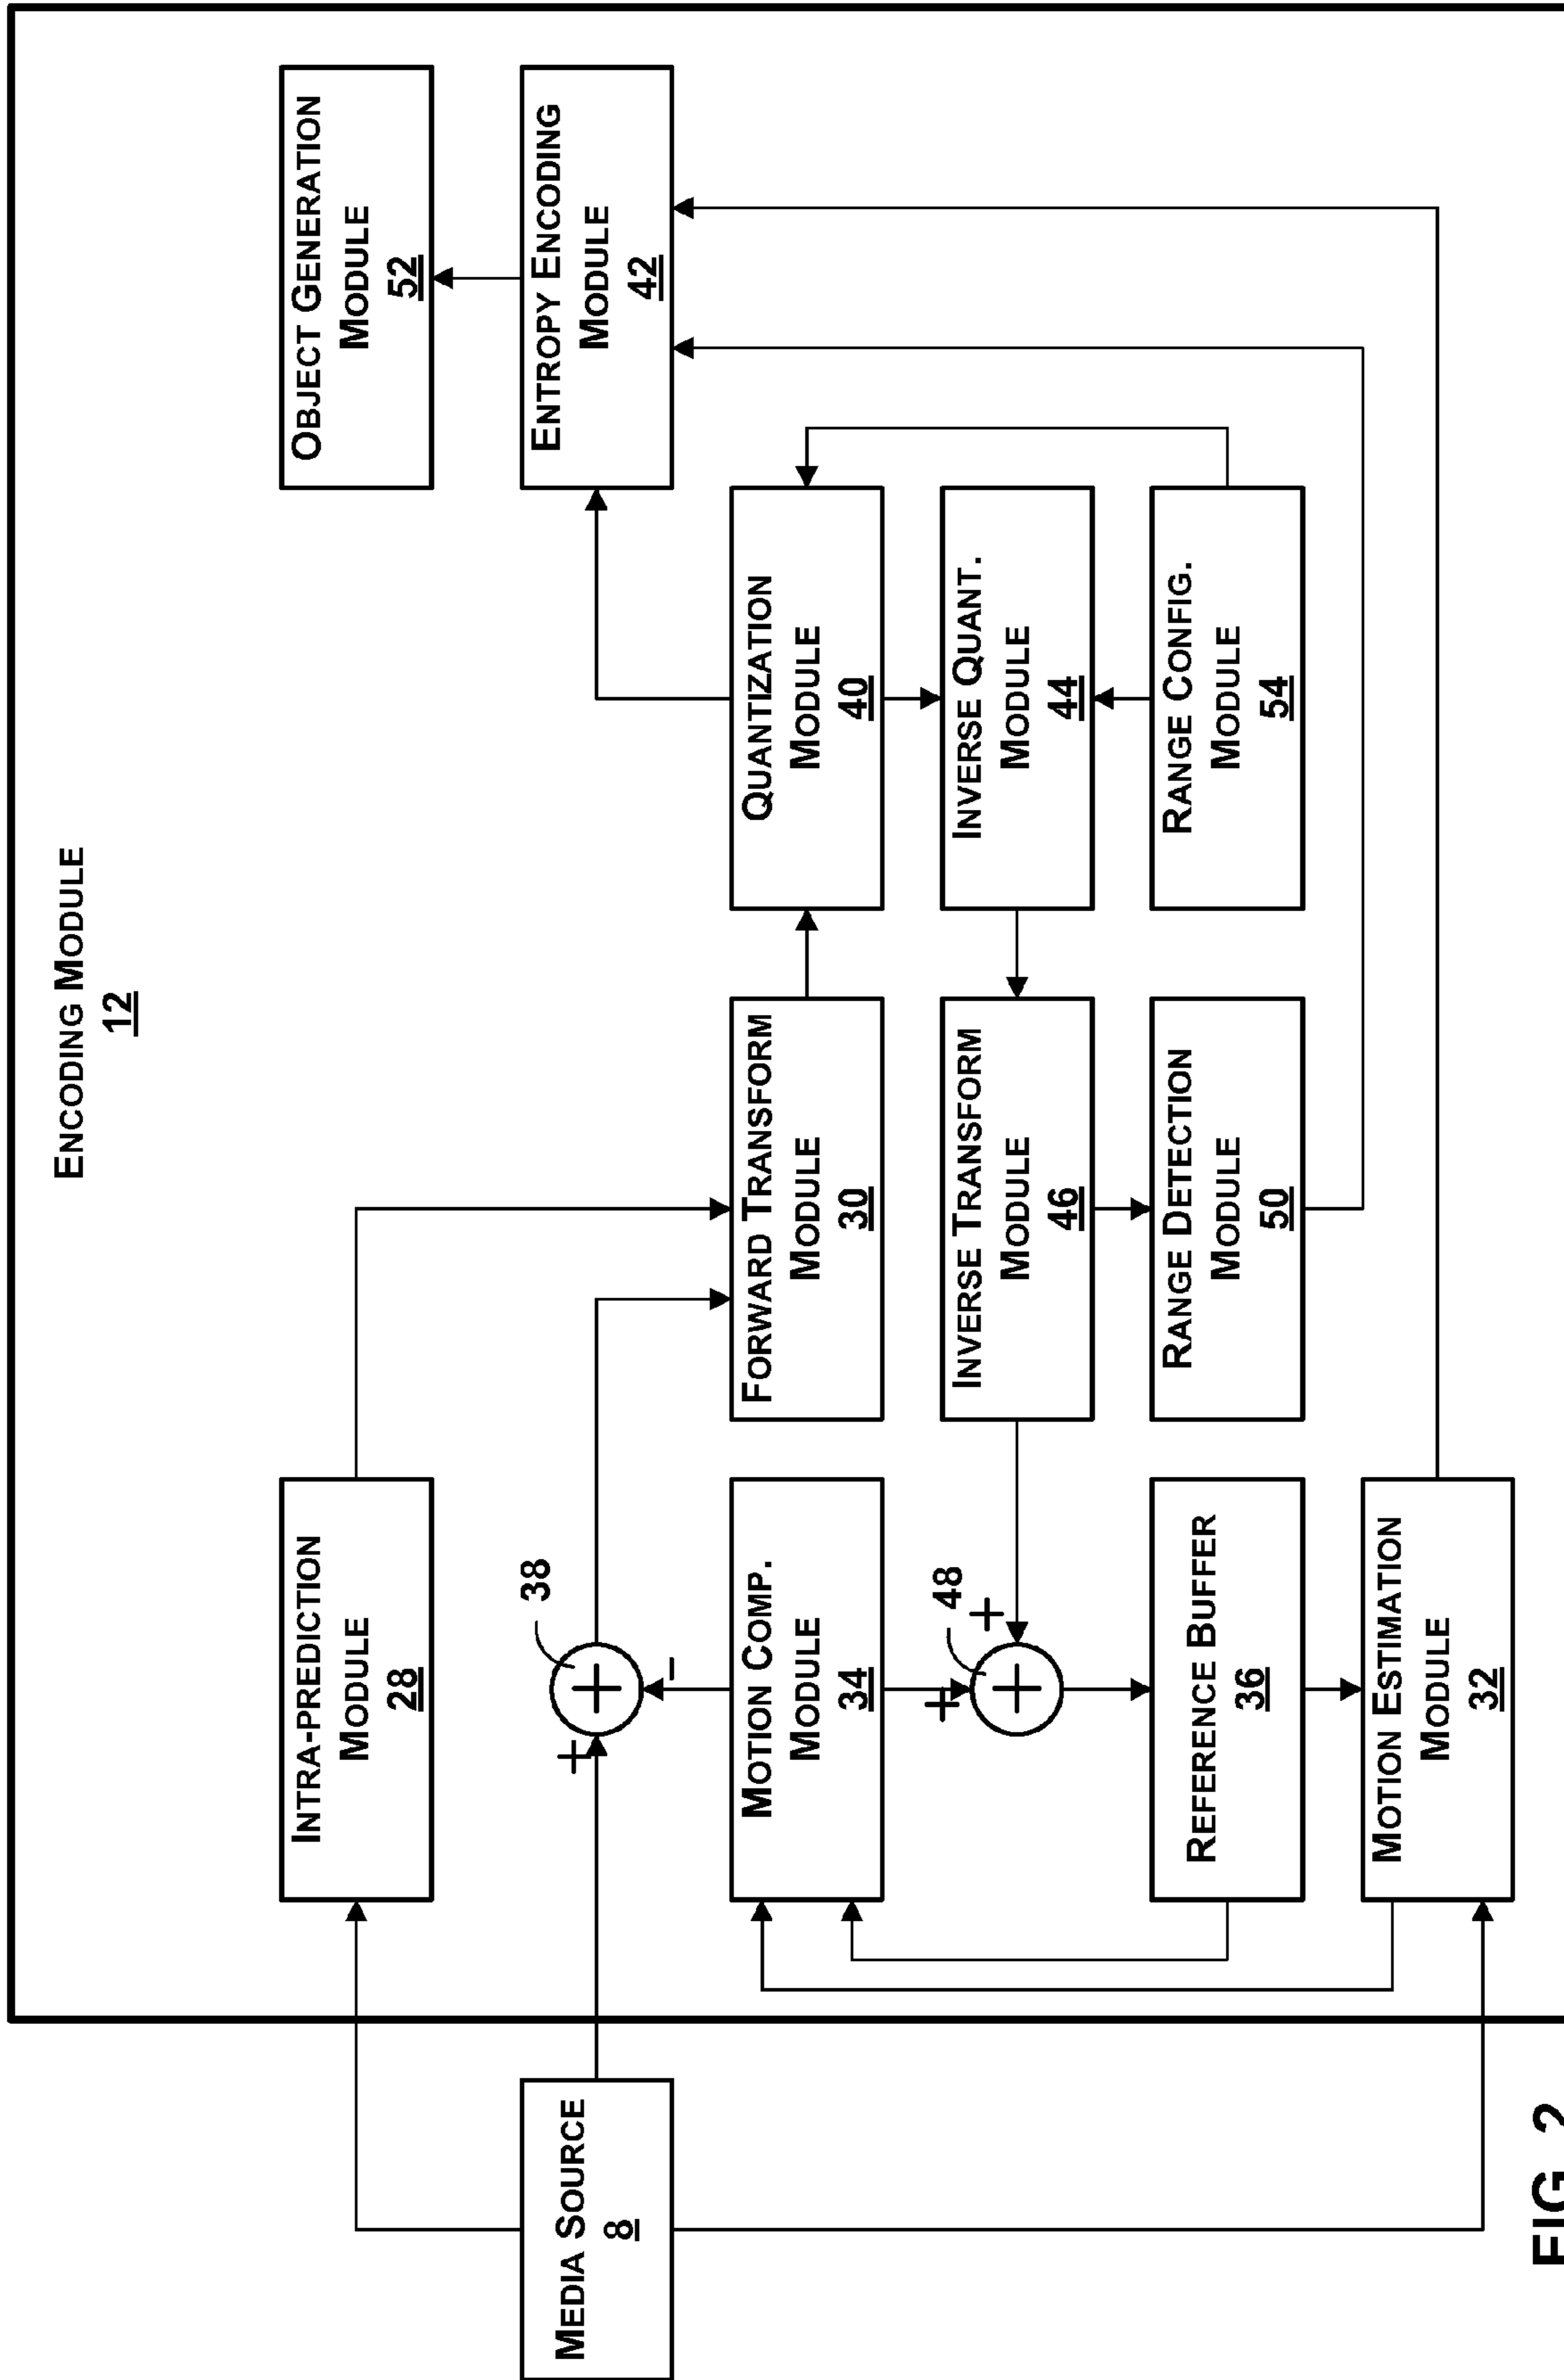 ENCODING MODULE
12
MEDIA SOURCE
8
INTRA-PREDICTION
MODULE
28
OBJECT GENERATION
MODULE
52
+
38
-
ENTROPY ENCODING
MODULE
42
MOTION COMP.
MODULE
34
FORWARD TRANSFORM
MODULE
30
QUANTIZATION
MODULE
40
+
48
+
INVERSE TRANSFORM
MODULE
46
INVERSE QUANT.
MODULE
44
REFERENCE BUFFER
36
RANGE DETECTION
MODULE
50
RANGE CONFIG.
MODULE
54
MOTION ESTIMATION
MODULE
32
FIG. 2